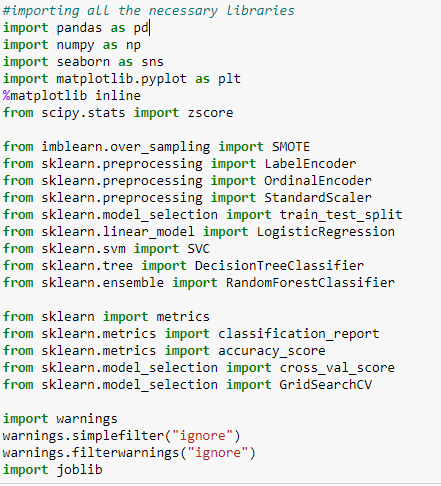 #importing all the necessary libraries
import pandas as pd
import numpy as np
import seaborn as sns
import matplotlib.pyplot as plt
%matplotlib inline
from scipy.stats import zscore
from imblearn.over_sampling import SMOTE
from sklearn.preprocessing import LabelEncoder
from sklearn.preprocessing import OrdinalEncoder
from sklearn.preprocessing import StandardScaler
from sklearn.model_selection import train_test_split
from sklearn.linear_model import LogisticRegression
from sklearn.svm import SVC
from sklearn.tree import DecisionTreeClassifier
from sklearn.ensemble import RandomForestClassifier
from sklearn import metrics
from sklearn.metrics import classification_report
from sklearn.metrics import accuracy_score
from sklearn.model_selection import cross_val_score
from sklearn.model_selection import GridSearchCV
import warnings
warnings.simplefilter("ignore")
warnings.filterwarnings("ignore")
import joblib